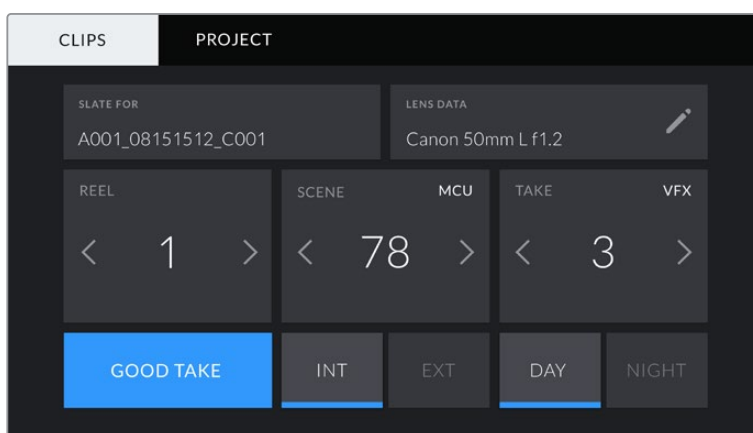 CLIPS PROJECT
SLATE FOR
A001_08151512_C001
LENS DATA
Canon 50mm L f1.2
REEL
1
SCENE MCU
78
TAKE VFX
3
GOOD TAKE INT EXT DAY NIGHT